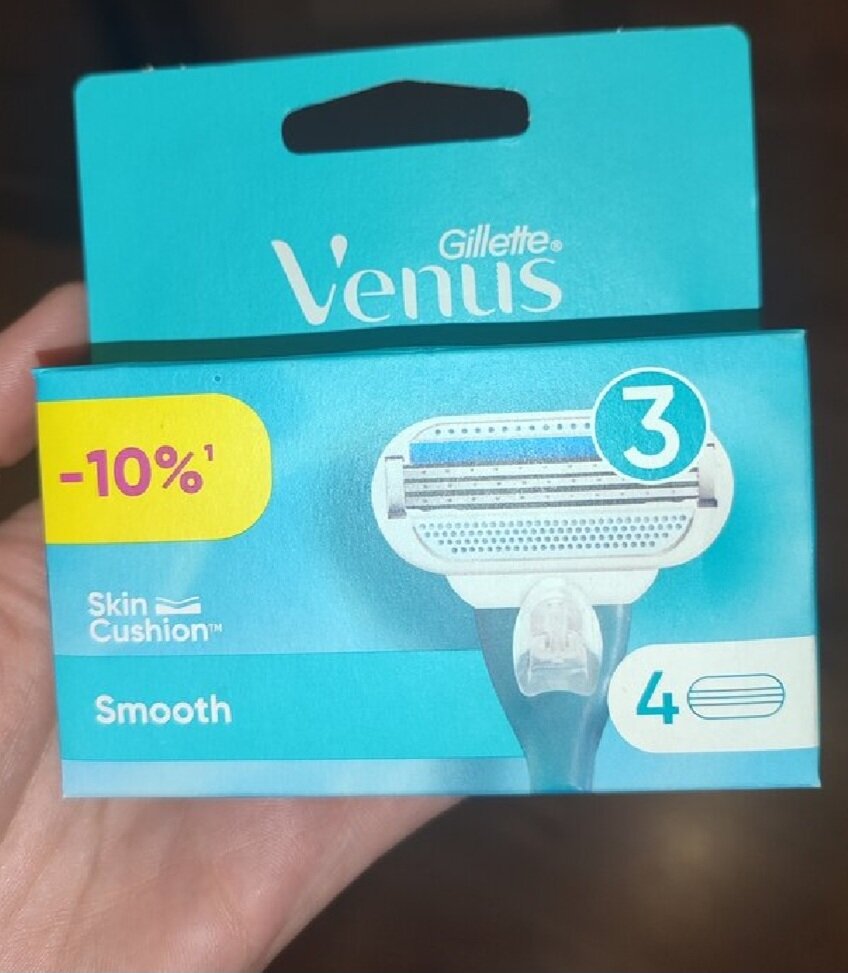 Gillette®
Venus
3
-10%¹
Skin
Cushion™
Smooth
4